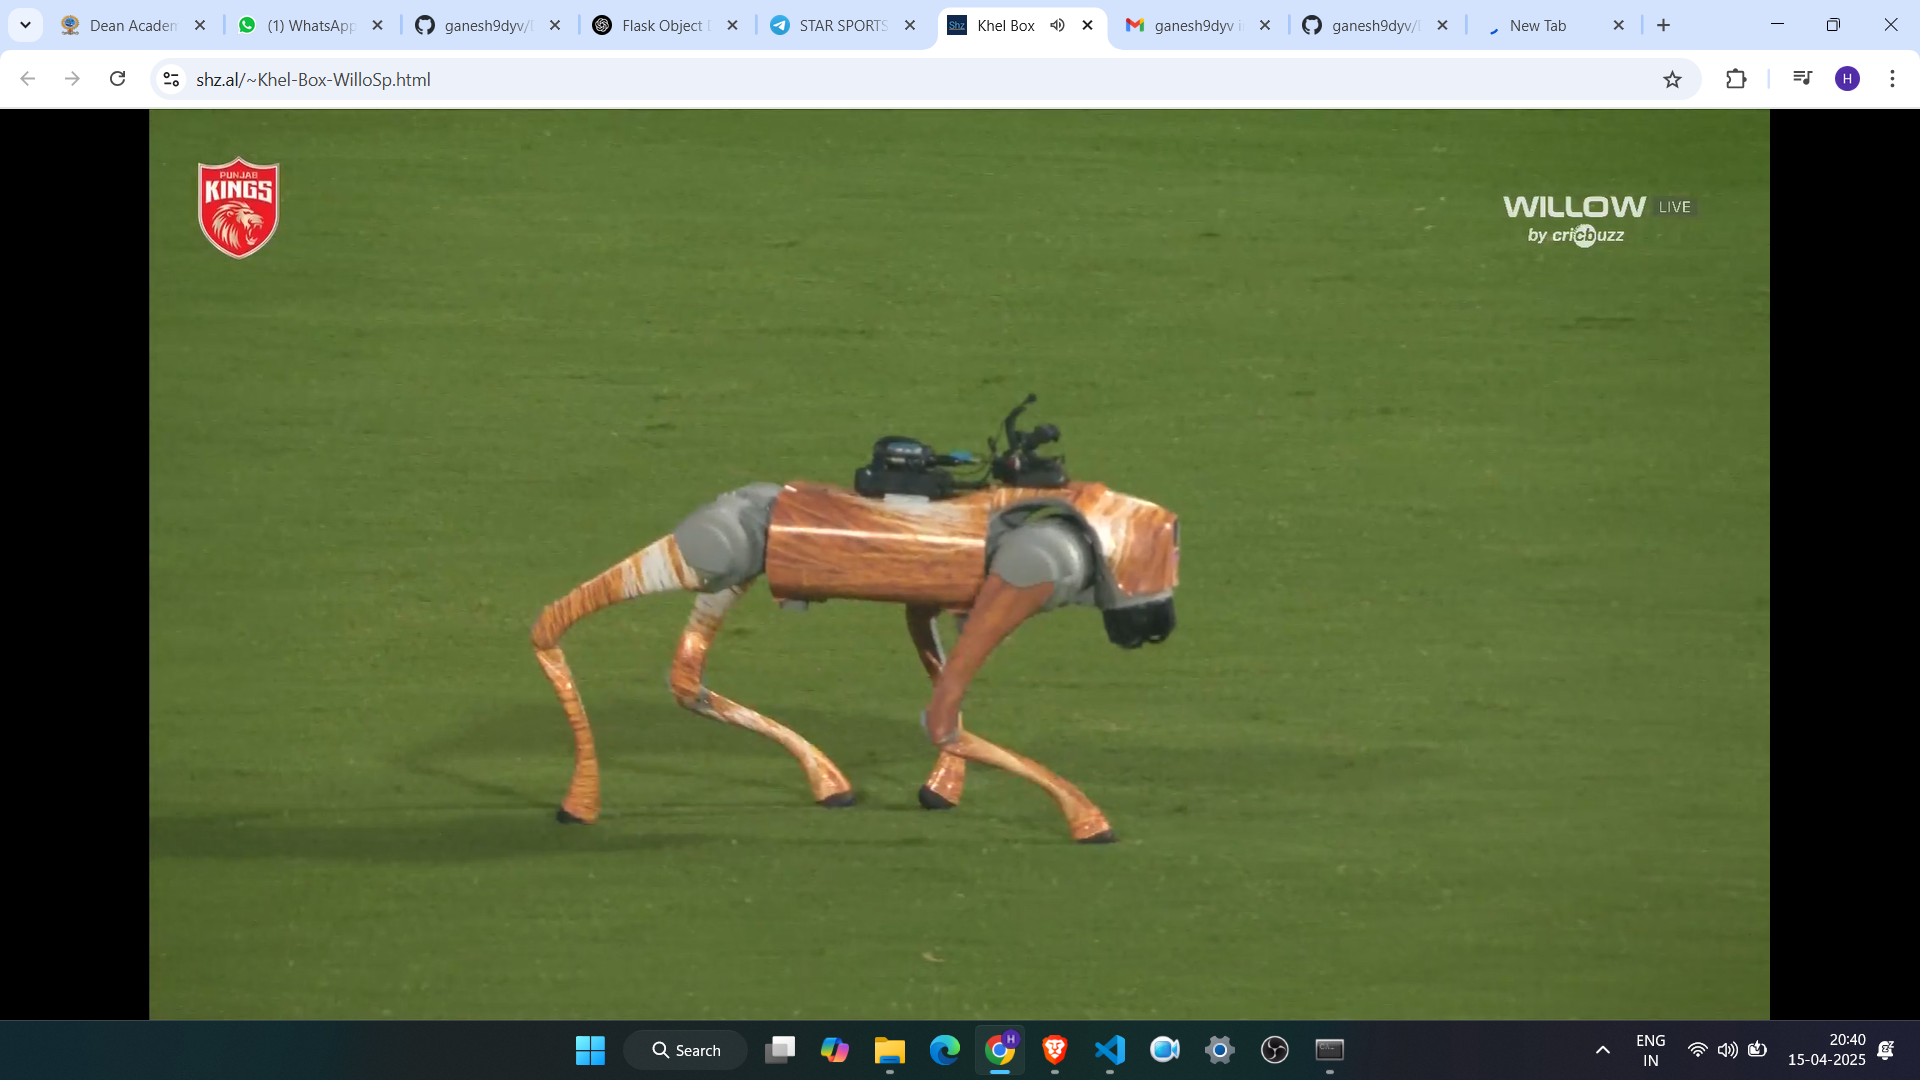 Dean Academ
(1) WhatsApp
ganesh9dyv/
Flask Object
STAR SPORTS
Khel Box
ganesh9dyv i
ganesh9dyv/
New Tab
shz.al/~Khel-Box-WilloSp.html
H
PUNJAB
KINGS
WILLOW LIVE
by cricbuzz
Search
H
ENG
IN
20:40
15-04-2025